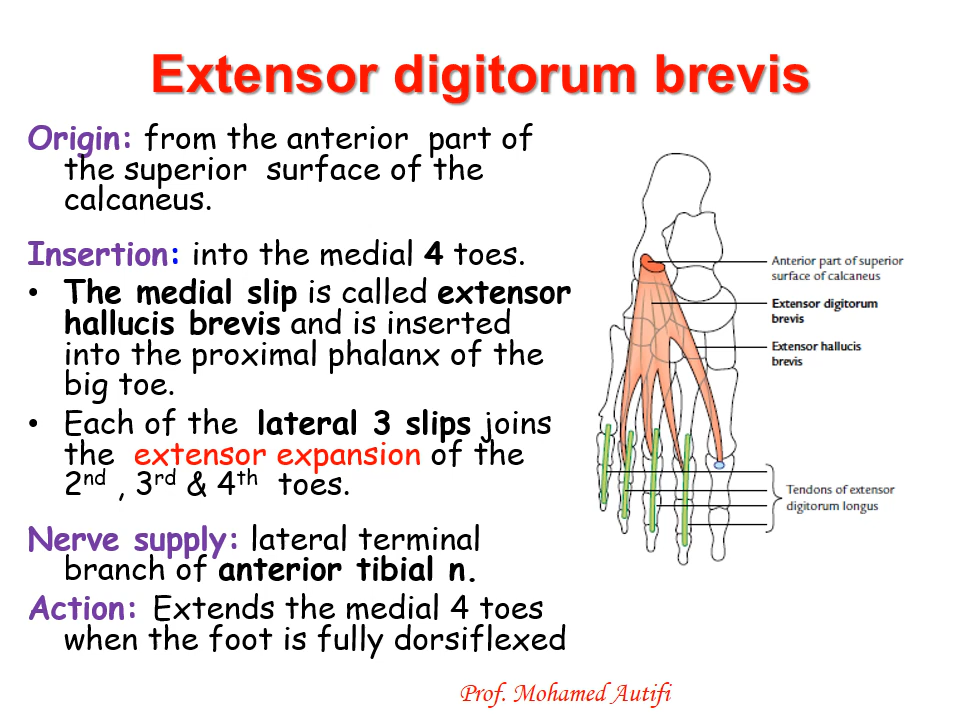 Extensor digitorum brevis
Origin: from the anterior part of
the superior surface of the
calcaneus.
Insertion: into the medial 4 toes.
• The medial slip is called extensor
hallucis brevis and is inserted
into the proximal phalanx of the
big toe.
• Each of the lateral 3 slips joins
the extensor expansion of the
2nd , 3rd & 4th toes.
Nerve supply: lateral terminal
branch of anterior tibial n.
Action: Extends the medial 4 toes
when the foot is fully dorsiflexed
Anterior part of superior
surface of calcaneus
Extensor digitorum
brevis
Extensor hallucis
brevis
Tendons of extensor
digitorum longus
Prof. Mohamed Autifi